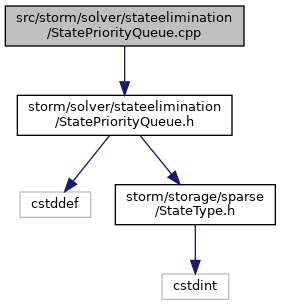 src/storm/solver/stateelimination
/StatePriorityQueue.cpp
storm/solver/stateelimination
/StatePriorityQueue.h
cstddef
storm/storage/sparse
/StateType.h
cstdint